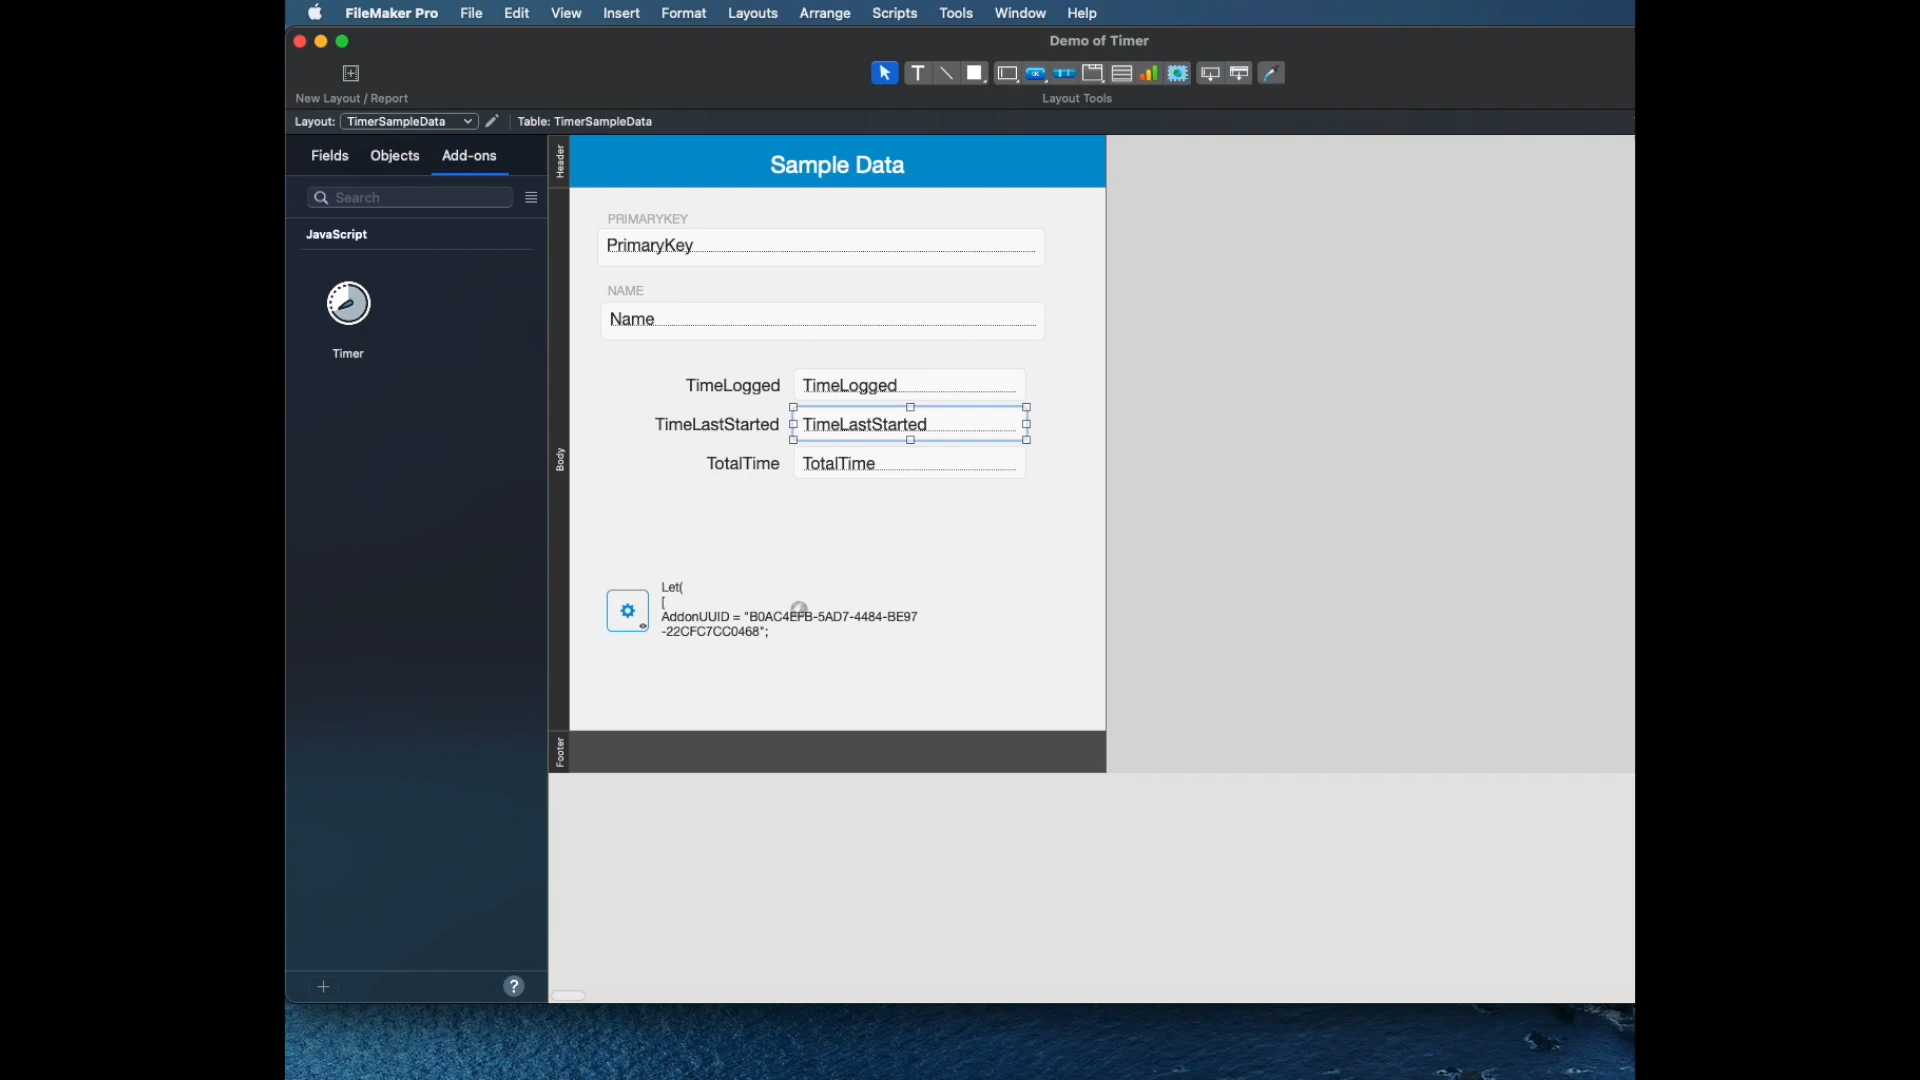 FileMaker Pro File Edit View Insert Format Layouts Arrange Scripts Tools Window Help
Demo of Timer
New Layout / Report
Layout Tools
Layout: TimerSampleData
Table: TimerSampleData
Fields Objects Add-ons
Search
JavaScript
Timer
Header
Sample Data
Body
PRIMARYKEY
PrimaryKey
NAME
Name
TimeLogged TimeLogged
TimeLastStarted TimeLastStarted
TotalTime TotalTime
Let(
[
AddonUUID = "B0AC4EFB-5AD7-4484-BE97
-22CFC7CC0468";
Footer
+ ?